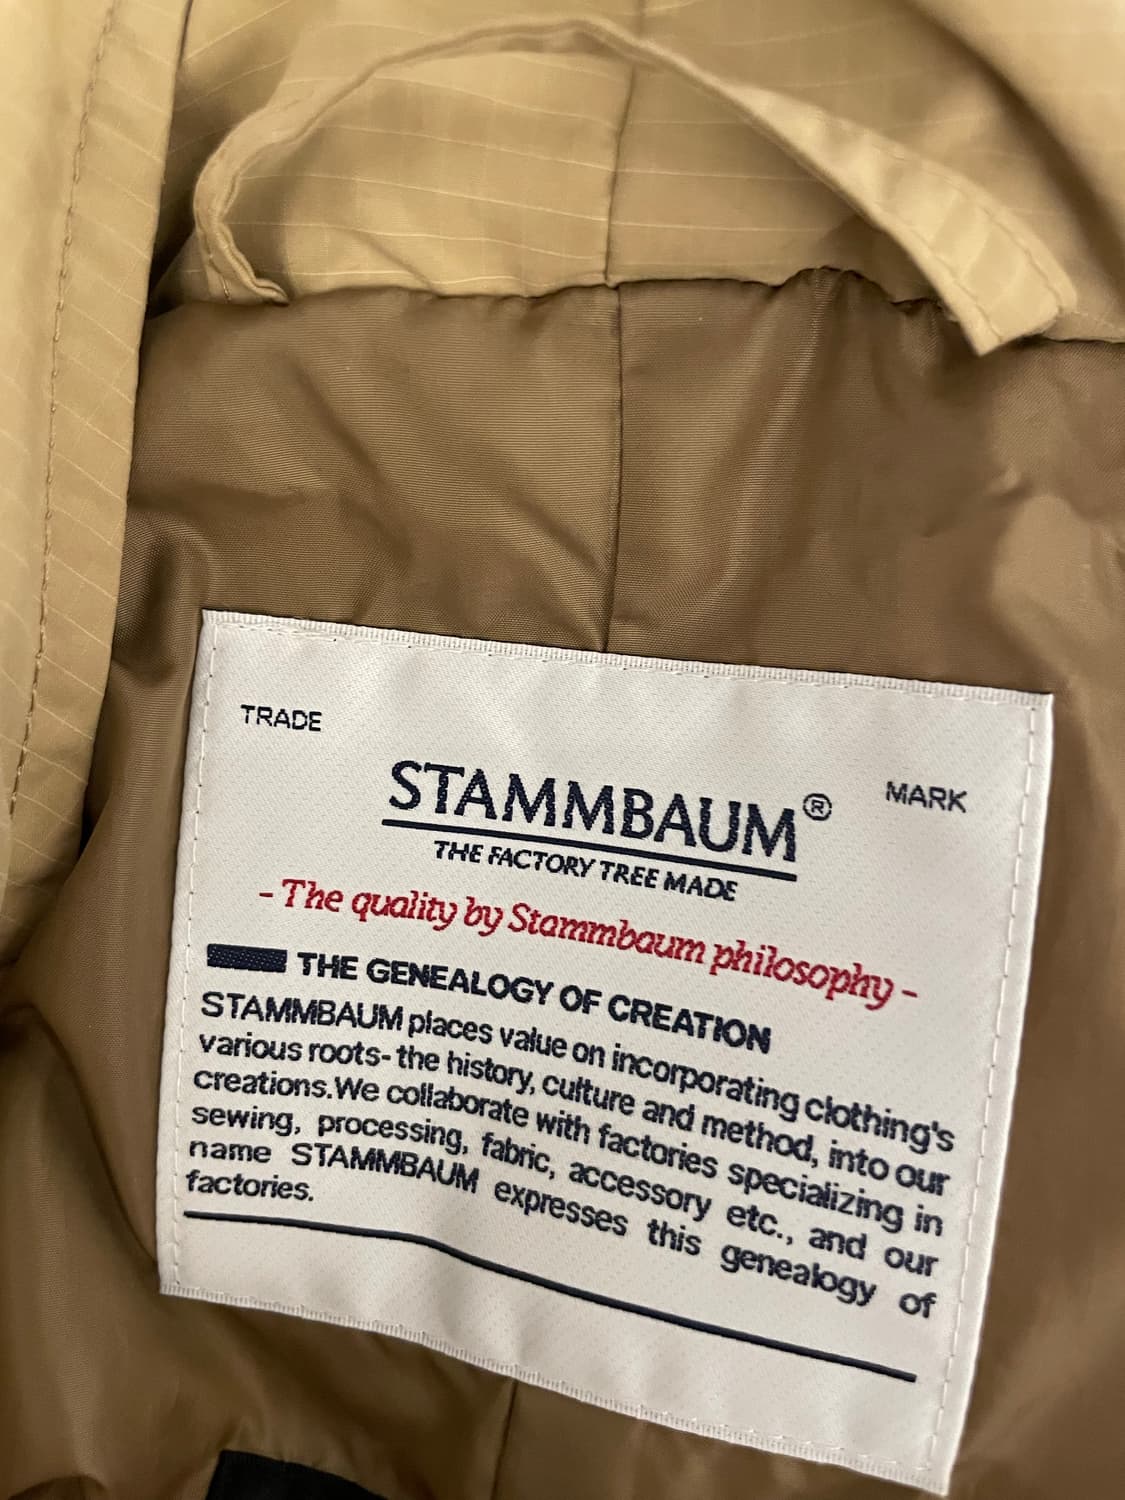 TRADE
MARK
STAMMBAUM®
THE FACTORY TREE MADE
- The quality by Stammbaum philosophy -
THE GENEALOGY OF CREATION
STAMMBAUM places value on incorporating clothing's
various roots- the history, culture and method, into our
creations.We collaborate with factories specializing in
sewing, processing, fabric, accessory etc., and our
name STAMMBAUM expresses this genealogy of
factories.